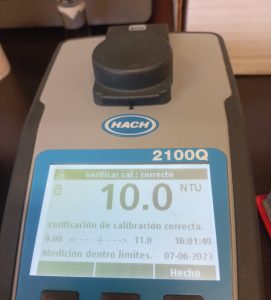 HACH
2100Q
Verificar cal.: correcto
10.0 NTU
Verificación de calibración correcta.
9.00 <----|----> 11.0 16:01:49
Medición dentro limites. 07-06-2023
Hecho